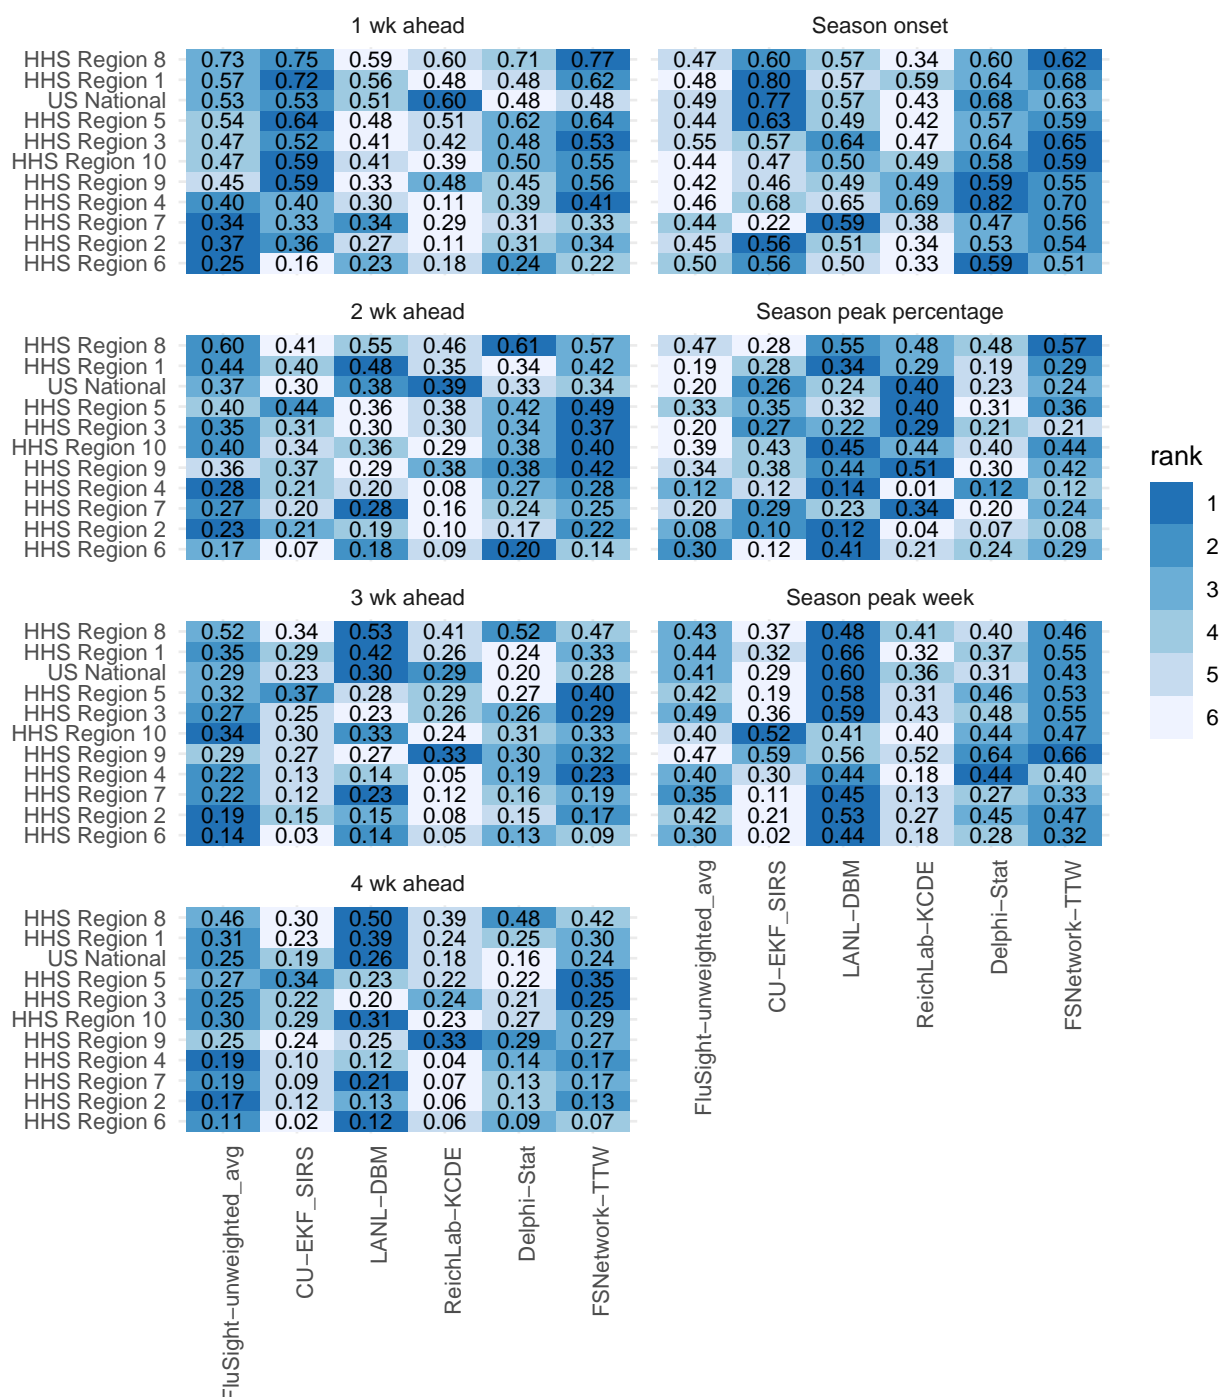 1 wk ahead
HHS Region 8 0.73 0.75 0.59 0.60 0.71 0.77
HHS Region 1 0.57 0.72 0.56 0.48 0.48 0.62
US National 0.53 0.53 0.51 0.60 0.48 0.48
HHS Region 5 0.54 0.64 0.48 0.51 0.62 0.64
HHS Region 3 0.47 0.52 0.41 0.42 0.48 0.53
HHS Region 10 0.47 0.59 0.41 0.39 0.50 0.55
HHS Region 9 0.45 0.59 0.33 0.48 0.45 0.56
HHS Region 4 0.40 0.40 0.30 0.11 0.39 0.41
HHS Region 7 0.34 0.33 0.34 0.29 0.31 0.33
HHS Region 2 0.37 0.36 0.27 0.11 0.31 0.34
HHS Region 6 0.25 0.16 0.23 0.18 0.24 0.22
Season onset
0.47 0.60 0.57 0.34 0.60 0.62
0.48 0.80 0.57 0.59 0.64 0.68
0.49 0.77 0.57 0.43 0.68 0.63
0.44 0.63 0.49 0.42 0.57 0.59
0.55 0.57 0.64 0.47 0.64 0.65
0.44 0.47 0.50 0.49 0.58 0.59
0.42 0.46 0.49 0.49 0.59 0.55
0.46 0.68 0.65 0.69 0.82 0.70
0.44 0.22 0.59 0.38 0.47 0.56
0.45 0.56 0.51 0.34 0.53 0.54
0.50 0.56 0.50 0.33 0.59 0.51
2 wk ahead
HHS Region 8 0.60 0.41 0.55 0.46 0.61 0.57
HHS Region 1 0.44 0.40 0.48 0.35 0.34 0.42
US National 0.37 0.30 0.38 0.39 0.33 0.34
HHS Region 5 0.40 0.44 0.36 0.38 0.42 0.49
HHS Region 3 0.35 0.31 0.30 0.30 0.34 0.37
HHS Region 10 0.40 0.34 0.36 0.29 0.38 0.40
HHS Region 9 0.36 0.37 0.29 0.38 0.38 0.42
HHS Region 4 0.28 0.21 0.20 0.08 0.27 0.28
HHS Region 7 0.27 0.20 0.28 0.16 0.24 0.25
HHS Region 2 0.23 0.21 0.19 0.10 0.17 0.22
HHS Region 6 0.17 0.07 0.18 0.09 0.20 0.14
Season peak percentage
0.47 0.28 0.55 0.48 0.48 0.57
0.19 0.28 0.34 0.29 0.19 0.29
0.20 0.26 0.24 0.40 0.23 0.24
0.33 0.35 0.32 0.40 0.31 0.36
0.20 0.27 0.22 0.29 0.21 0.21
0.39 0.43 0.45 0.44 0.40 0.44
0.34 0.38 0.44 0.51 0.30 0.42
0.12 0.12 0.14 0.01 0.12 0.12
0.20 0.29 0.23 0.34 0.20 0.24
0.08 0.10 0.12 0.04 0.07 0.08
0.30 0.12 0.41 0.21 0.24 0.29
3 wk ahead
HHS Region 8 0.52 0.34 0.53 0.41 0.52 0.47
HHS Region 1 0.35 0.29 0.42 0.26 0.24 0.33
US National 0.29 0.23 0.30 0.29 0.20 0.28
HHS Region 5 0.32 0.37 0.28 0.29 0.27 0.40
HHS Region 3 0.27 0.25 0.23 0.26 0.26 0.29
HHS Region 10 0.34 0.30 0.33 0.24 0.31 0.33
HHS Region 9 0.29 0.27 0.27 0.33 0.30 0.32
HHS Region 4 0.22 0.13 0.14 0.05 0.19 0.23
HHS Region 7 0.22 0.12 0.23 0.12 0.16 0.19
HHS Region 2 0.19 0.15 0.15 0.08 0.15 0.17
HHS Region 6 0.14 0.03 0.14 0.05 0.13 0.09
Season peak week
0.43 0.37 0.48 0.41 0.40 0.46
0.44 0.32 0.66 0.32 0.37 0.55
0.41 0.29 0.60 0.36 0.31 0.43
0.42 0.19 0.58 0.31 0.46 0.53
0.49 0.36 0.59 0.43 0.48 0.55
0.40 0.52 0.41 0.40 0.44 0.47
0.47 0.59 0.56 0.52 0.64 0.66
0.40 0.30 0.44 0.18 0.44 0.40
0.35 0.11 0.45 0.13 0.27 0.33
0.42 0.21 0.53 0.27 0.45 0.47
0.30 0.02 0.44 0.18 0.28 0.32
FluSight−unweighted_avg
CU−EKF_SIRS
LANL−DBM
ReichLab−KCDE
Delphi−Stat
FSNetwork−TTW
4 wk ahead
HHS Region 8 0.46 0.30 0.50 0.39 0.48 0.42
HHS Region 1 0.31 0.23 0.39 0.24 0.25 0.30
US National 0.25 0.19 0.26 0.18 0.16 0.24
HHS Region 5 0.27 0.34 0.23 0.22 0.22 0.35
HHS Region 3 0.25 0.22 0.20 0.24 0.21 0.25
HHS Region 10 0.30 0.29 0.31 0.23 0.27 0.29
HHS Region 9 0.25 0.24 0.25 0.33 0.29 0.27
HHS Region 4 0.19 0.10 0.12 0.04 0.14 0.17
HHS Region 7 0.19 0.09 0.21 0.07 0.13 0.17
HHS Region 2 0.17 0.12 0.13 0.06 0.13 0.13
HHS Region 6 0.11 0.02 0.12 0.06 0.09 0.07
FluSight−unweighted_avg
CU−EKF_SIRS
LANL−DBM
ReichLab−KCDE
Delphi−Stat
FSNetwork−TTW
rank
1
2
3
4
5
6